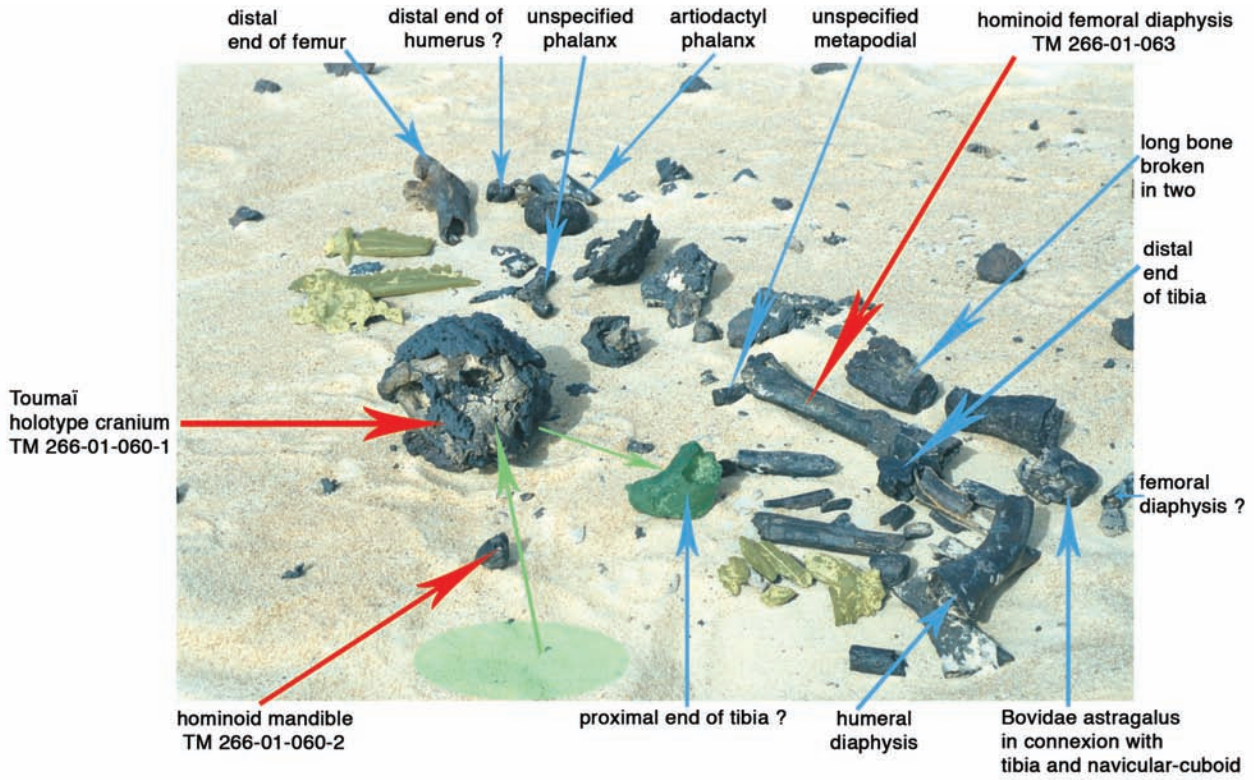 distal
end of femur
distal end of
humerus ?
unspecified
phalanx
artiodactyl
phalanx
unspecified
metapodial
hominoid femoral diaphysis
TM 266-01-063
long bone
broken
in two
distal
end
of tibia
Toumaï
holotype cranium
TM 266-01-060-1
femoral
diaphysis ?
hominoid mandible
TM 266-01-060-2
proximal end of tibia ?
humeral
diaphysis
Bovidae astragalus
in connexion with
tibia and navicular-cuboid